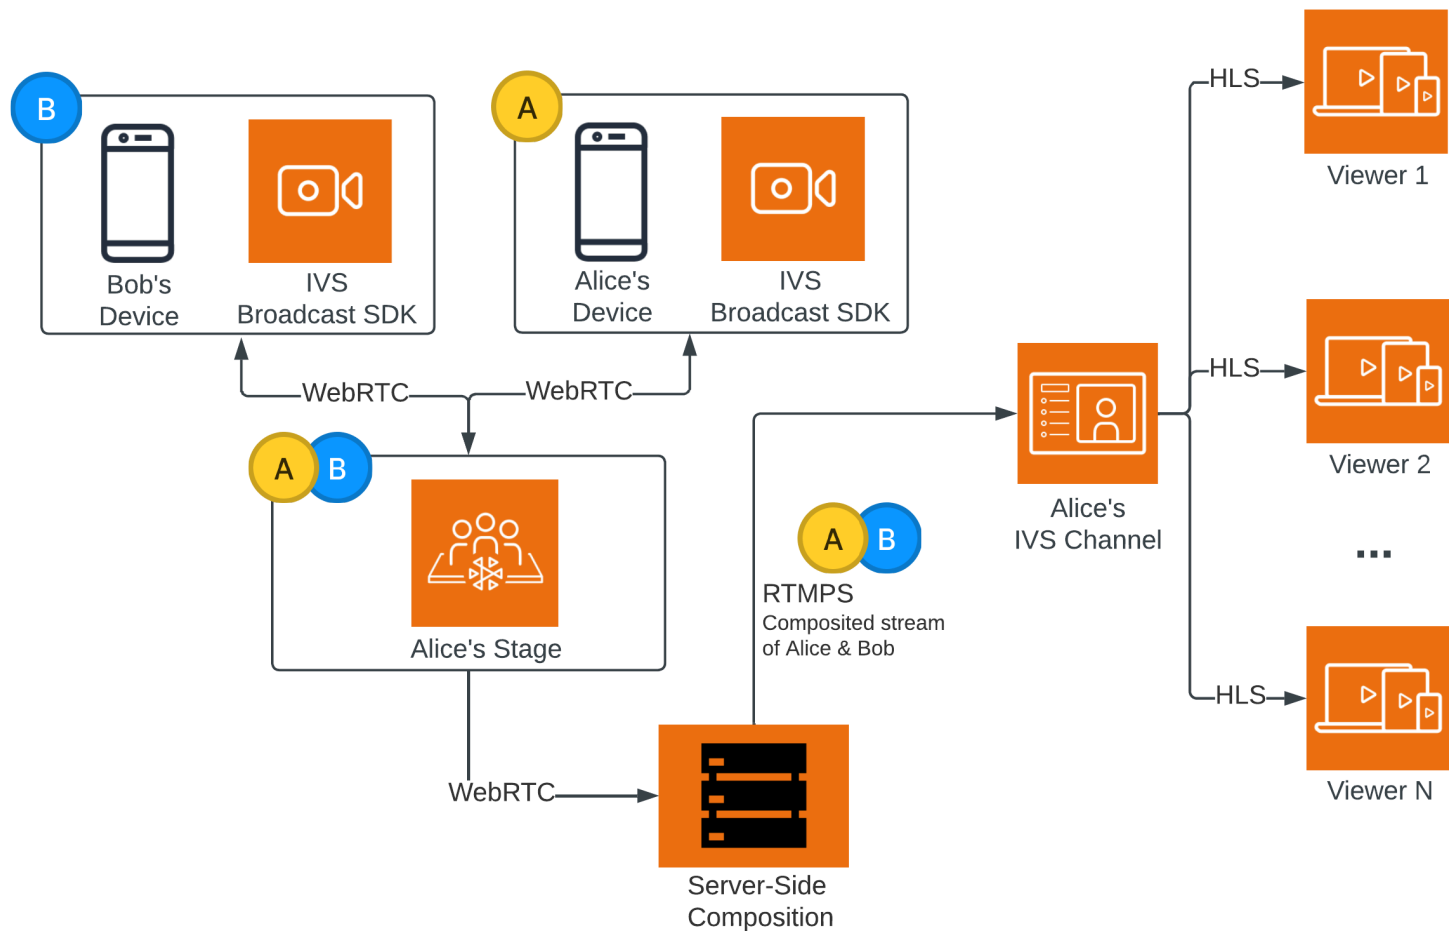 B
Bob's
Device
IVS
Broadcast SDK
A
Alice's
Device
IVS
Broadcast SDK
WebRTC
WebRTC
A
B
Alice's Stage
WebRTC
Server-Side
Composition
A
B
RTMPS
Composited stream
of Alice & Bob
Alice's
IVS Channel
HLS
Viewer 1
HLS
Viewer 2
...
HLS
Viewer N